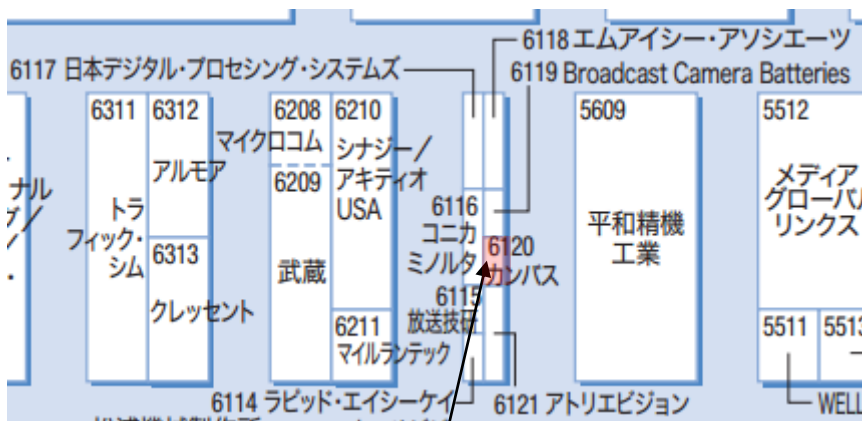 6118 エムアイシー・アソシエーツ
6117 日本デジタル・プロセシング・システムズ
6119 Broadcast Camera Batteries
6311
トラ
フィック・
シム
6312
アルモア
6313
クレッセント
6208
マイクロコム
6209
武蔵
6210
シナジー/
アキティオ
USA
6211
マイルランテック
6116
コニカ
ミノルタ
6120
カンバス
6115
放送技研
5609
平和精機
工業
5512
メディア
グローバル
リンクス
5511
5513
ナル
グ/
6114 ラピッド・エイシーケイ
6121 アトリエビジョン
WELL